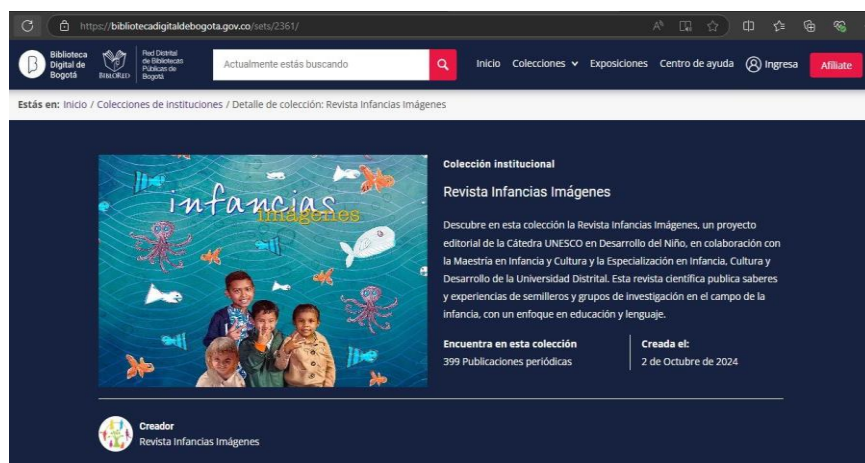 https://bibliotecadigitaldebogota.gov.co/sets/2361/
Biblioteca
Digital de
Bogotá
BIBLORED
Red Distrital
de Bibliotecas
Públicas de
Bogotá
Actualmente estás buscando
Inicio Colecciones Exposiciones Centro de ayuda Ingresa Afíliate
Estás en: Inicio / Colecciones de instituciones / Detalle de colección: Revista Infancias Imágenes
infancias
imágenes
Colección institucional
Revista Infancias Imágenes
Descubre en esta colección la Revista Infancias Imágenes, un proyecto
editorial de la Cátedra UNESCO en Desarrollo del Niño, en colaboración con
la Maestría en Infancia y Cultura y la Especialización en Infancia, Cultura y
Desarrollo de la Universidad Distrital. Esta revista científica publica saberes
y experiencias de semilleros y grupos de investigación en el campo de la
infancia, con un enfoque en educación y lenguaje.
Encuentra en esta colección
399 Publicaciones periódicas
Creada el:
2 de Octubre de 2024
Creador
Revista Infancias Imágenes